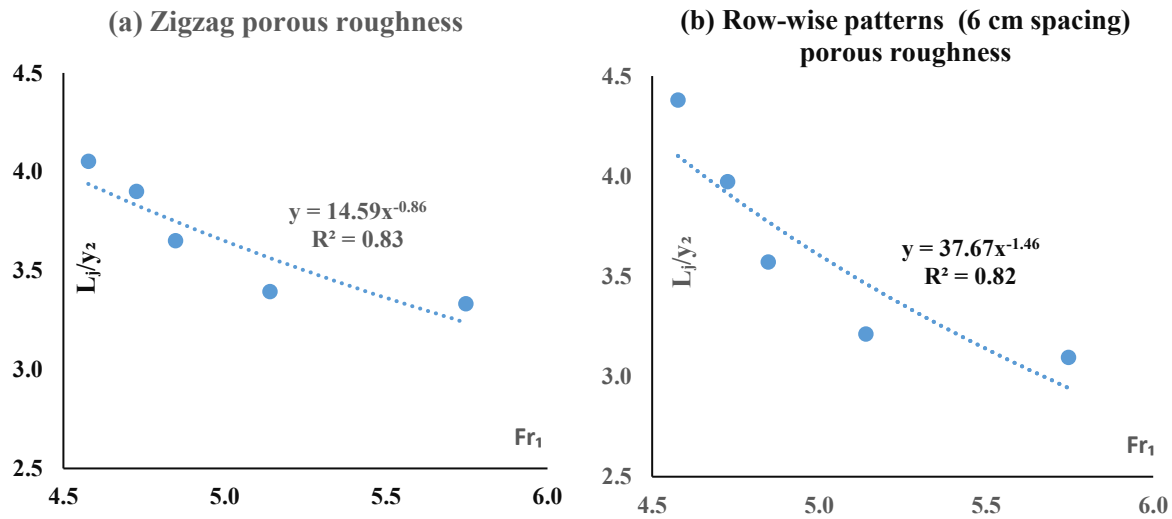 (a) Zigzag porous roughness
4.5
4.0
3.5
3.0
2.5
Lⱼ/y₂
y = 14.59x⁻⁰·⁸⁶
R² = 0.83
Fr₁
4.5 5.0 5.5 6.0
(b) Row-wise patterns (6 cm spacing)
porous roughness
4.5
4.0
3.5
3.0
2.5
Lⱼ/y₂
y = 37.67x⁻¹·⁴⁶
R² = 0.82
Fr₁
4.5 5.0 5.5 6.0